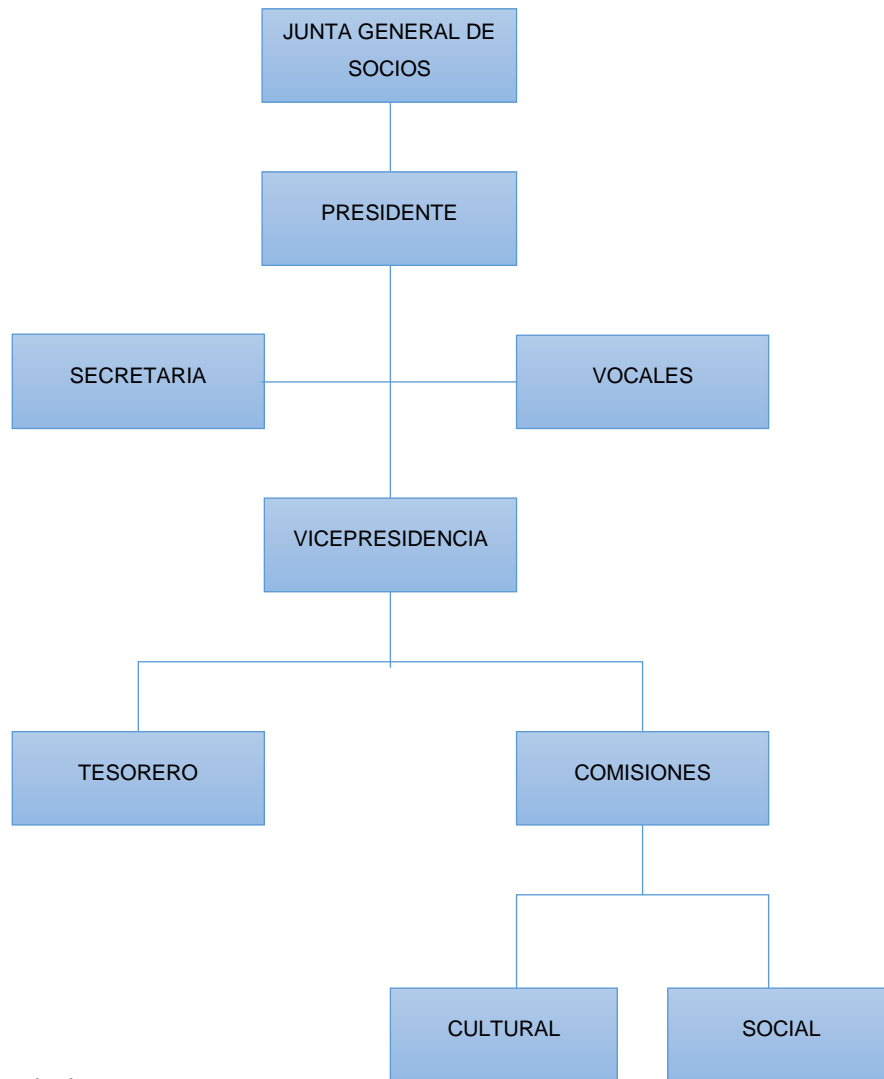 JUNTA GENERAL DE
SOCIOS
PRESIDENTE
SECRETARIA
VOCALES
VICEPRESIDENCIA
TESORERO
COMISIONES
CULTURAL
SOCIAL